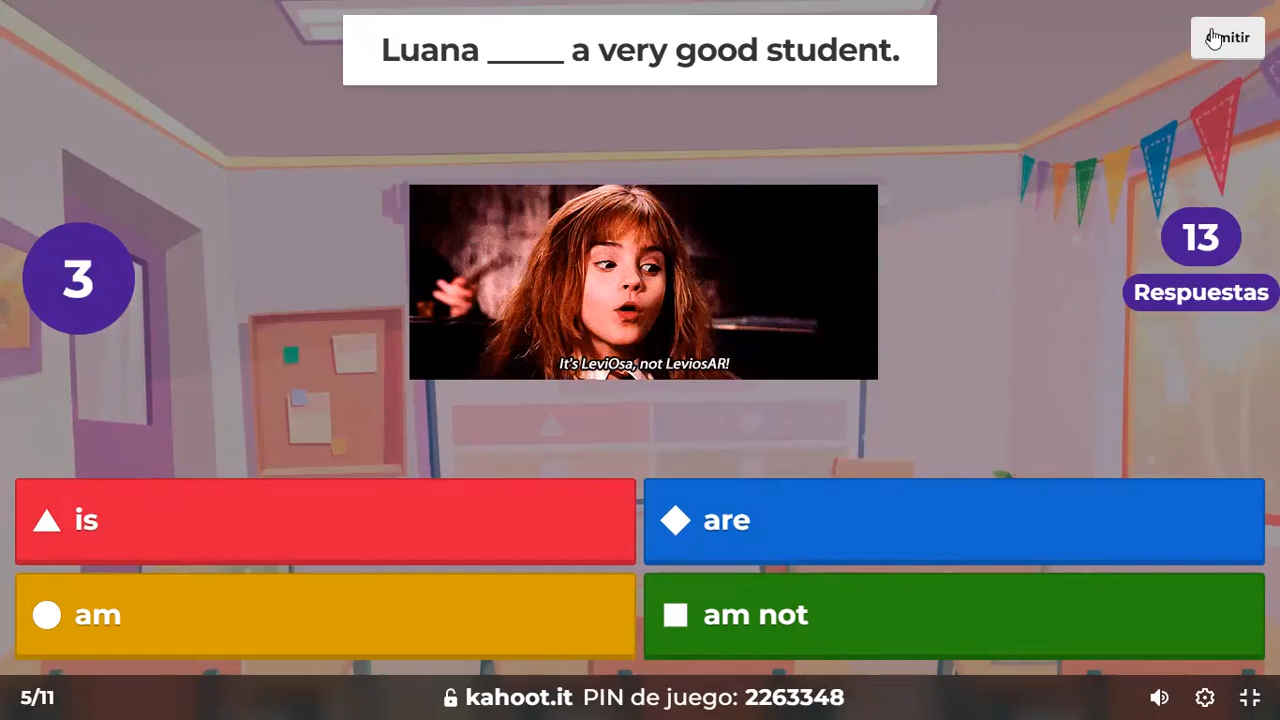 Luana _____ a very good student.
mitir
3
13
Respuestas
It's LeviOsa, not LeviosAR!
is
are
am
am not
5/11
kahoot.it PIN de juego: 2263348